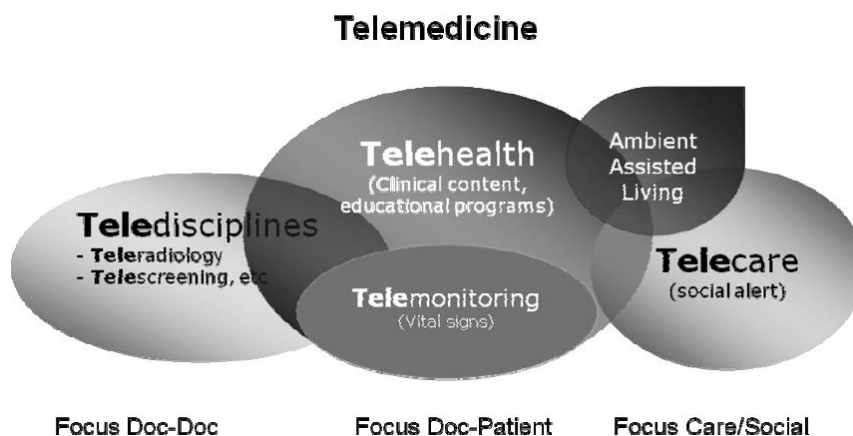 Telemedicine
Telehealth
(Clinical content,
educational programs)
Ambient
Assisted
Living
Teledisciplines
- Teleradiology
- Telescreening, etc
Telemonitoring
(Vital signs)
Telecare
(social alert)
Focus Doc-Doc
Focus Doc-Patient
Focus Care/Social